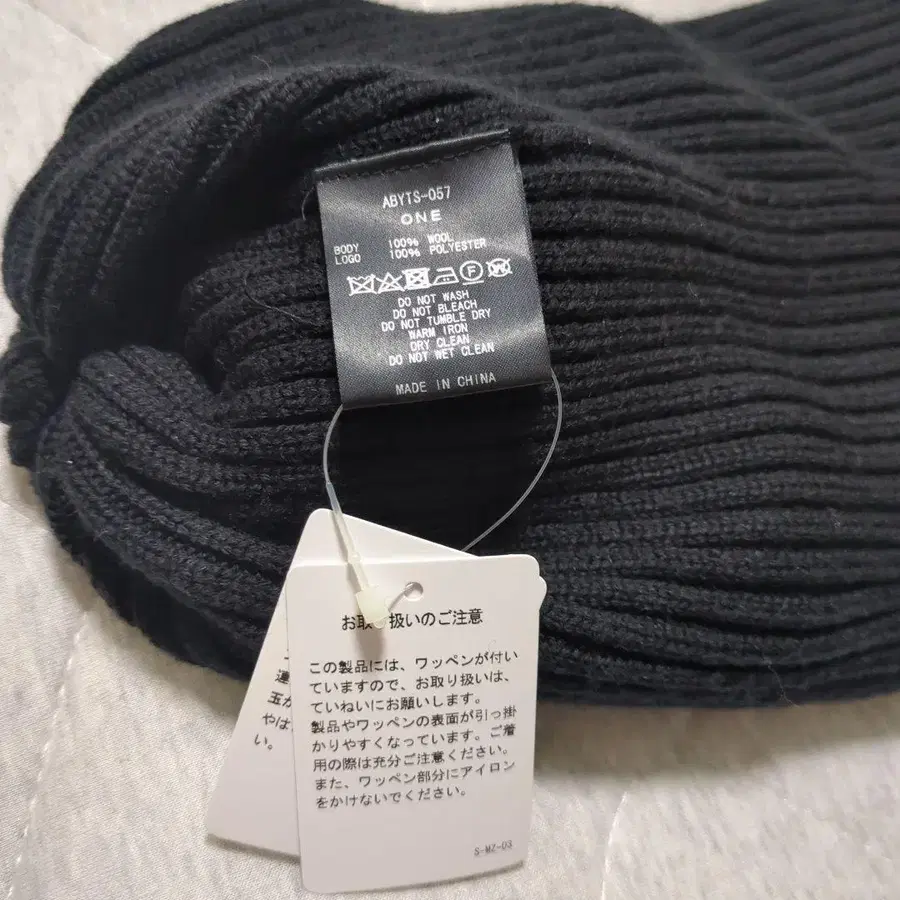 ABYTS-057
ONE
BODY 100% WOOL
LOGO 100% POLYESTER
DO NOT WASH
DO NOT BLEACH
DO NOT TUMBLE DRY
WARM IRON
DRY CLEAN
DO NOT WET CLEAN
MADE IN CHINA
お取り扱いのご注意
この製品には、ワッペンが付い
ていますので、お取り扱いは、
ていねいにお願いします。
製品やワッペンの表面が引っ掛
かりやすくなっています。ご着
用の際は充分ご注意ください。
また、ワッペン部分にアイロン
をかけないでください。
S-MZ-03
連
玉か
やは
い。